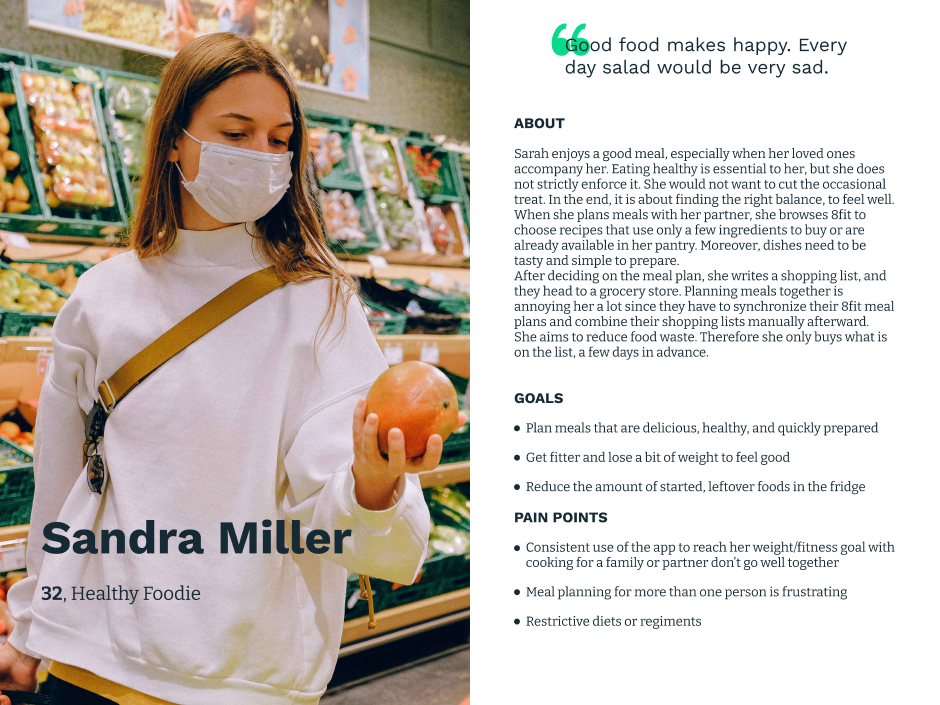 Good food makes happy. Every
day salad would be very sad.
ABOUT
Sarah enjoys a good meal, especially when her loved ones
accompany her. Eating healthy is essential to her, but she does
not strictly enforce it. She would not want to cut the occasional
treat. In the end, it is about finding the right balance, to feel well.
When she plans meals with her partner, she browses 8fit to
choose recipes that use only a few ingredients to buy or are
already available in her pantry. Moreover, dishes need to be
tasty and simple to prepare.
After deciding on the meal plan, she writes a shopping list, and
they head to a grocery store. Planning meals together is
annoying her a lot since they have to synchronize their 8fit meal
plans and combine their shopping lists manually afterward.
She aims to reduce food waste. Therefore she only buys what is
on the list, a few days in advance.
GOALS
• Plan meals that are delicious, healthy, and quickly prepared
• Get fitter and lose a bit of weight to feel good
• Reduce the amount of started, leftover foods in the fridge
PAIN POINTS
• Consistent use of the app to reach her weight/fitness goal with
cooking for a family or partner don't go well together
• Meal planning for more than one person is frustrating
• Restrictive diets or regiments
Sandra Miller
32, Healthy Foodie